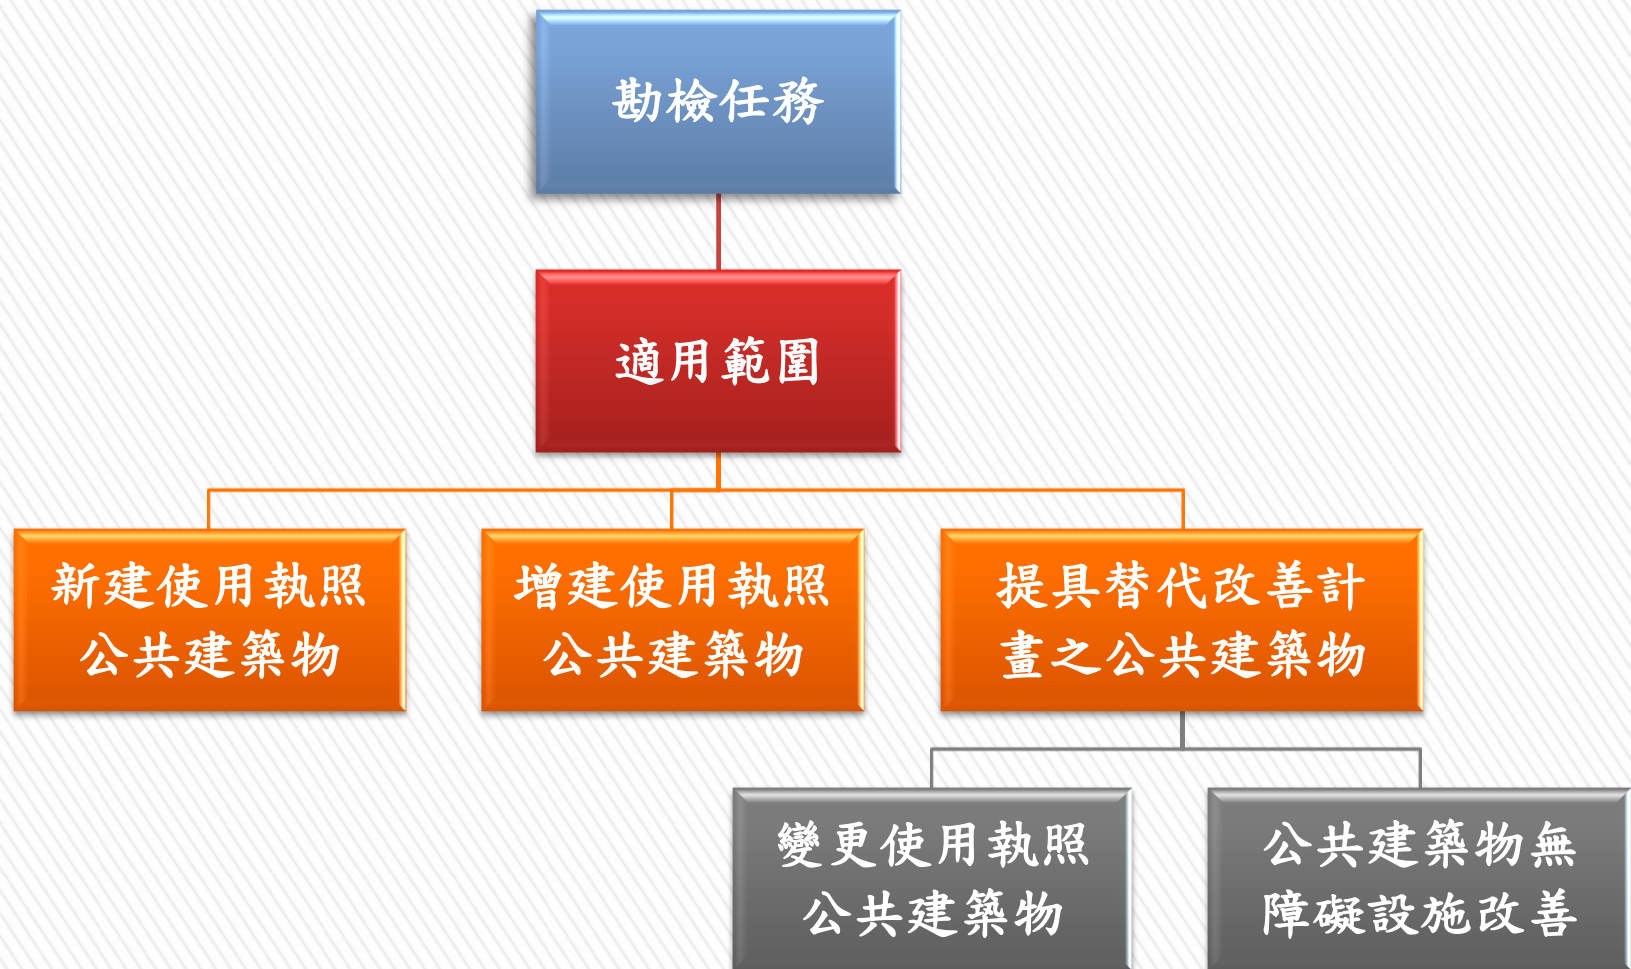 勘檢任務
適用範圍
新建使用執照
公共建築物
增建使用執照
公共建築物
提具替代改善計
畫之公共建築物
變更使用執照
公共建築物
公共建築物無
障礙設施改善